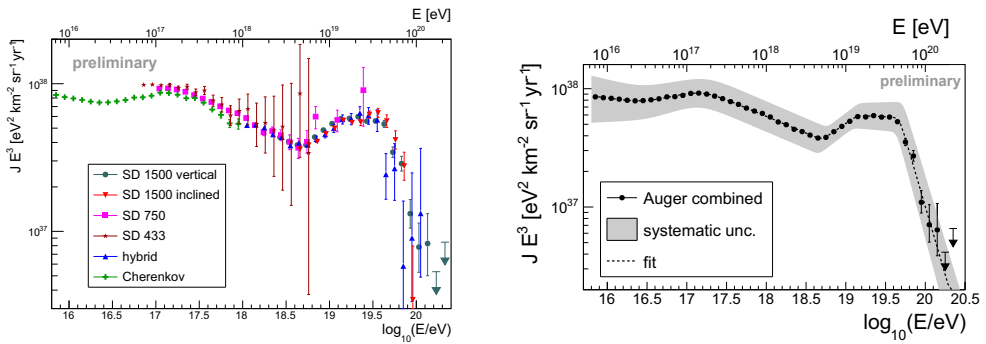 E [eV]
10^16 10^17 10^18 10^19 10^20
preliminary
J E^3 [eV^2 km^-2 sr^-1 yr^-1]
10^38
10^37
SD 1500 vertical
SD 1500 inclined
SD 750
SD 433
hybrid
Cherenkov
16 16.5 17 17.5 18 18.5 19 19.5 20
log_10(E/eV)
E [eV]
10^16 10^17 10^18 10^19 10^20
preliminary
J E^3 [eV^2 km^-2 sr^-1 yr^-1]
10^38
10^37
Auger combined
systematic unc.
fit
16 16.5 17 17.5 18 18.5 19 19.5 20 20.5
log_10(E/eV)